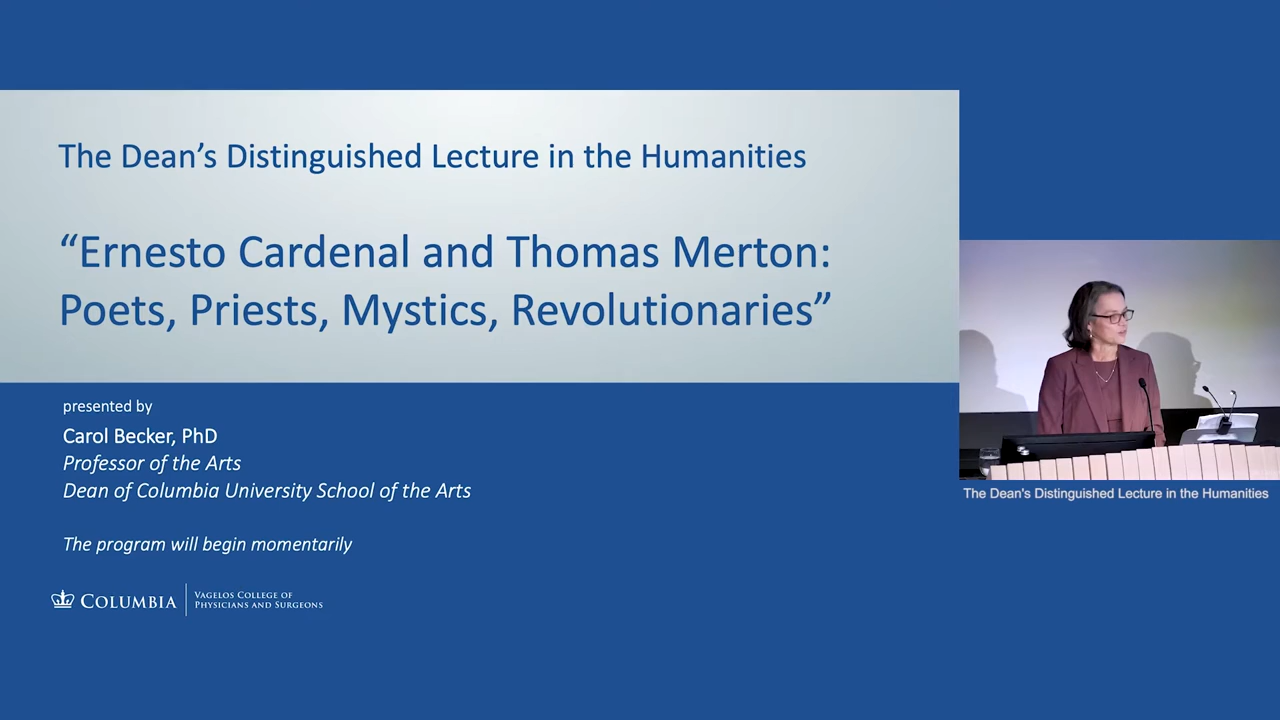 The Dean’s Distinguished Lecture in the Humanities
“Ernesto Cardenal and Thomas Merton:
Poets, Priests, Mystics, Revolutionaries”
presented by
Carol Becker, PhD
Professor of the Arts
Dean of Columbia University School of the Arts
The program will begin momentarily
COLUMBIA
VAGELOS COLLEGE OF
PHYSICIANS AND SURGEONS
The Dean's Distinguished Lecture in the Humanities